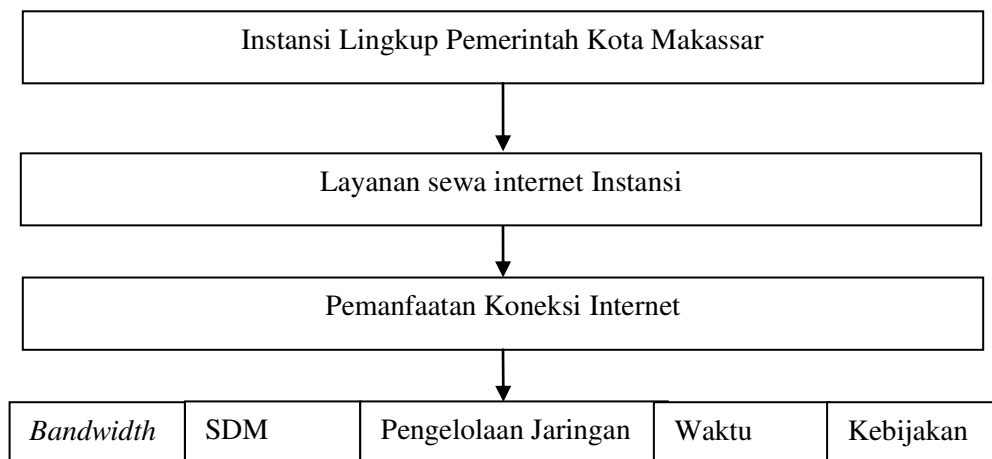 Instansi Lingkup Pemerintah Kota Makassar
Layanan sewa internet Instansi
Pemanfaatan Koneksi Internet
Bandwidth SDM Pengelolaan Jaringan Waktu Kebijakan